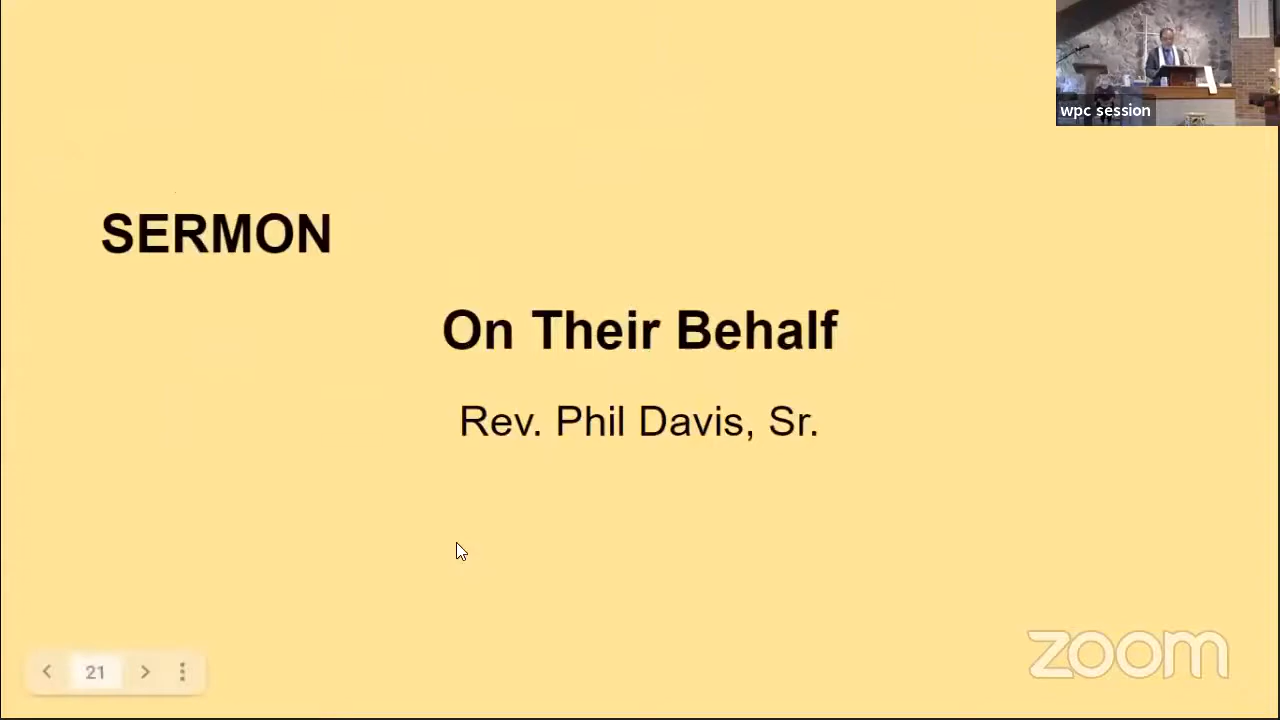 wpc session
SERMON
On Their Behalf
Rev. Phil Davis, Sr.
21
zoom